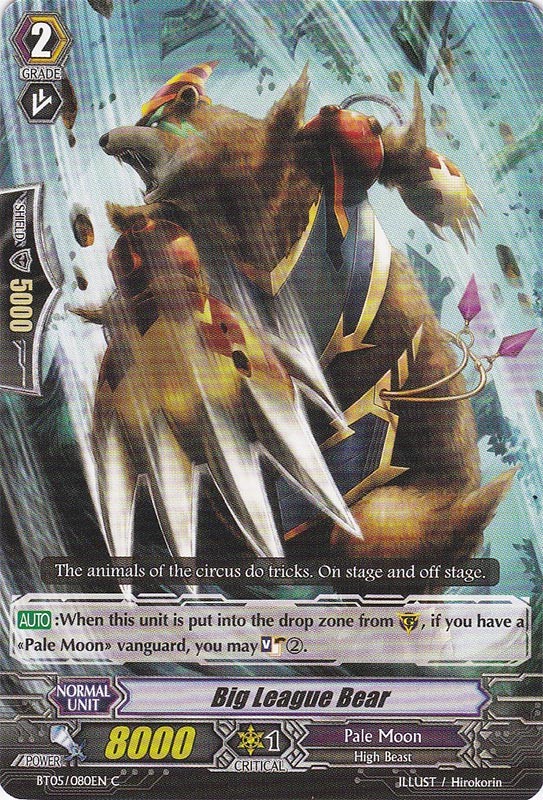 2
GRADE
SHIELD
5000
The animals of the circus do tricks. On stage and off stage.
AUTO :When this unit is put into the drop zone from G, if you have a
«Pale Moon» vanguard, you may V ②.
NORMAL
UNIT
Big League Bear
POWER
8000
1
CRITICAL
Pale Moon
High Beast
BT05/080EN C
ILLUST / Hirokorin